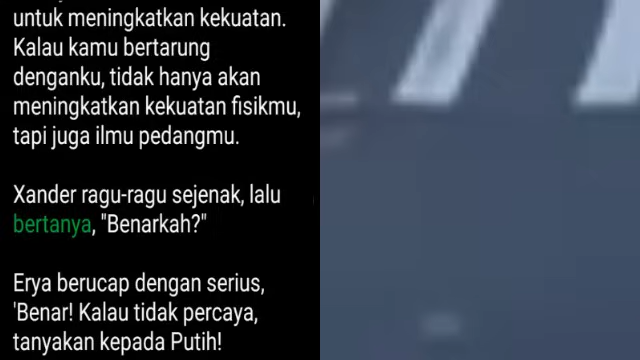 untuk meningkatkan kekuatan.
Kalau kamu bertarung
denganku, tidak hanya akan
meningkatkan kekuatan fisikmu,
tapi juga ilmu pedangmu.
Xander ragu-ragu sejenak, lalu
bertanya, "Benarkah?"
Erya berucap dengan serius,
'Benar! Kalau tidak percaya,
tanyakan kepada Putih!